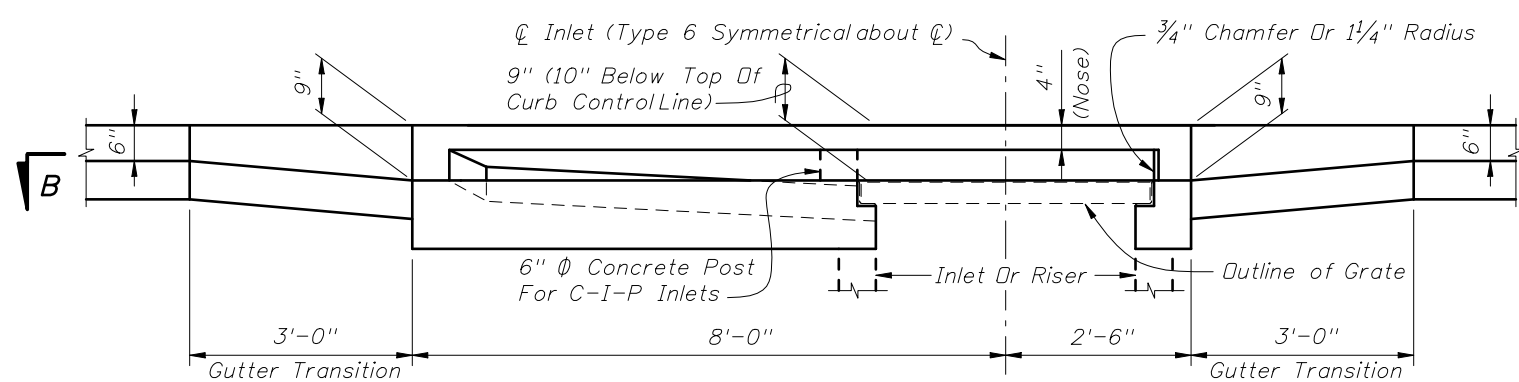 ℄ Inlet (Type 6 Symmetrical about ℄)
¾" Chamfer Or 1¼" Radius
9" (10" Below Top Of
Curb Control Line)
9"
4"
(Nose)
9"
6"
6"
B
6" Ø Concrete Post
For C-I-P Inlets
Inlet Or Riser
Outline of Grate
3'-0"
8'-0"
2'-6"
3'-0"
Gutter Transition
Gutter Transition